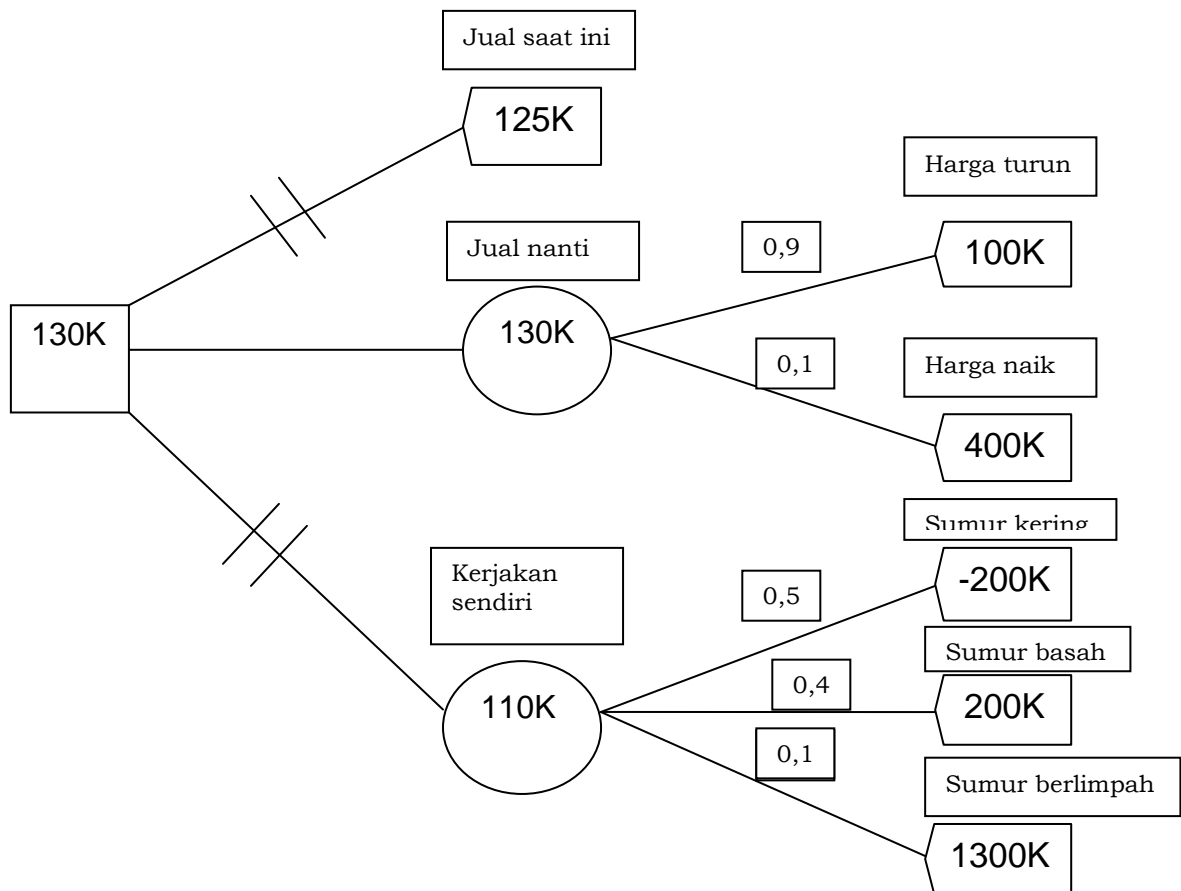 Jual saat ini
125K
Harga turun
Jual nanti
0,9
100K
130K
130K
0,1
Harga naik
400K
Sumur kering
Kerjakan
sendiri
0,5
-200K
Sumur basah
0,4
200K
110K
0,1
Sumur berlimpah
1300K